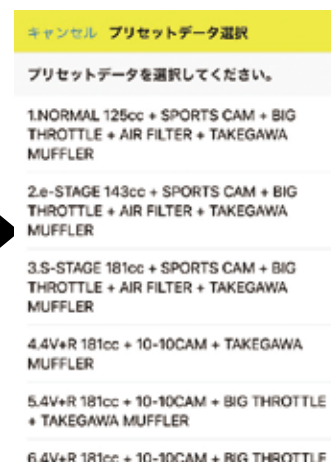 キャンセル プリセットデータ選択
プリセットデータを選択してください。
1.NORMAL 125cc + SPORTS CAM + BIG
THROTTLE + AIR FILTER + TAKEGAWA
MUFFLER
2.e-STAGE 143cc + SPORTS CAM + BIG
THROTTLE + AIR FILTER + TAKEGAWA
MUFFLER
3.S-STAGE 181cc + SPORTS CAM + BIG
THROTTLE + AIR FILTER + TAKEGAWA
MUFFLER
4.4V+R 181cc + 10-10CAM + TAKEGAWA
MUFFLER
5.4V+R 181cc + 10-10CAM + BIG THROTTLE
+ TAKEGAWA MUFFLER
6.4V+R 181cc + 10-10CAM + BIG THROTTLE